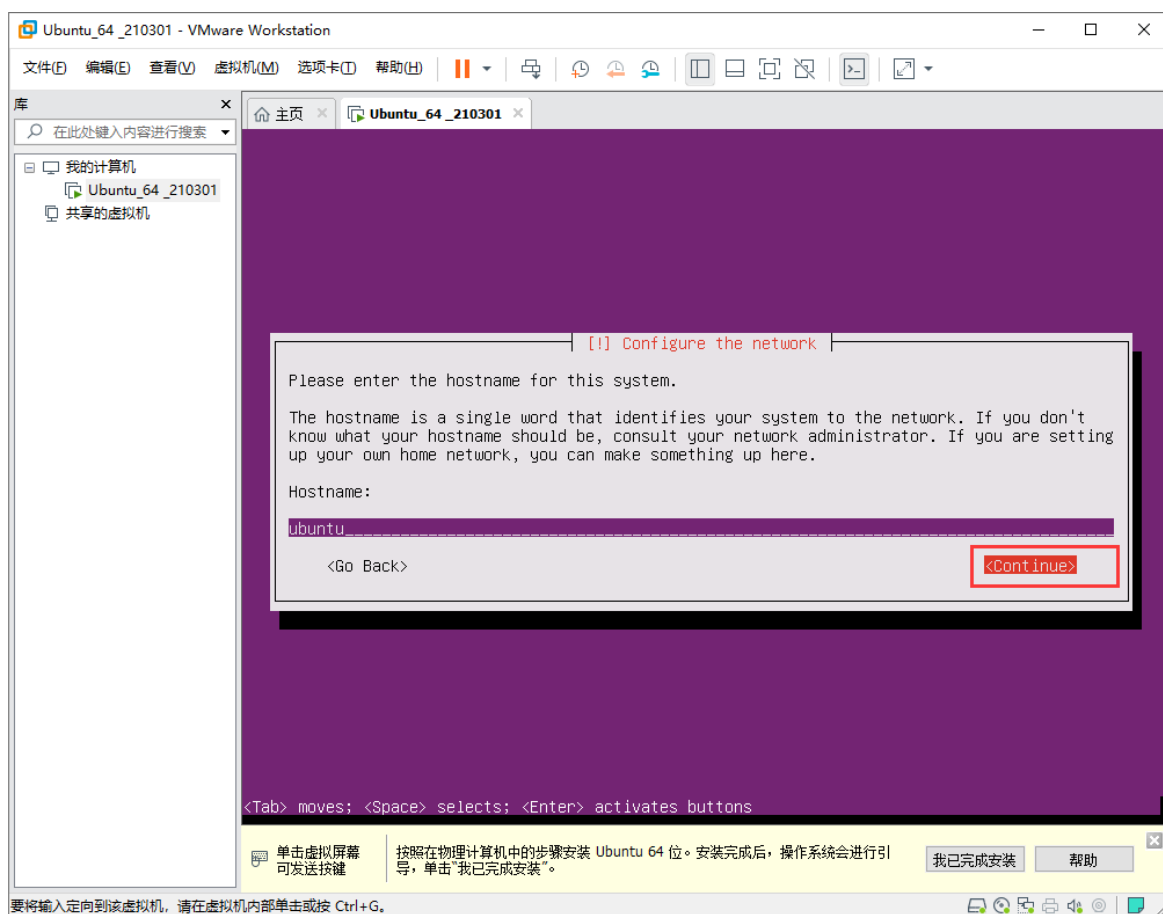 Ubuntu_64 _210301 - VMware Workstation
文件(F) 编辑(E) 查看(V) 虚拟机(M) 选项卡(T) 帮助(H)
库
在此处键入内容进行搜索
我的计算机
Ubuntu_64 _210301
共享的虚拟机
主页
Ubuntu_64 _210301
[!] Configure the network
Please enter the hostname for this system.
The hostname is a single word that identifies your system to the network. If you don't
know what your hostname should be, consult your network administrator. If you are setting
up your own home network, you can make something up here.
Hostname:
ubuntu
<Go Back> <Continue>
<Tab> moves; <Space> selects; <Enter> activates buttons
单击虚拟屏幕
可发送按键
按照在物理计算机中的步骤安装 Ubuntu 64 位。安装完成后，操作系统会进行引
导，单击“我已完成安装”。
我已完成安装 帮助
要将输入定向到该虚拟机，请在虚拟机内部单击或按 Ctrl+G。